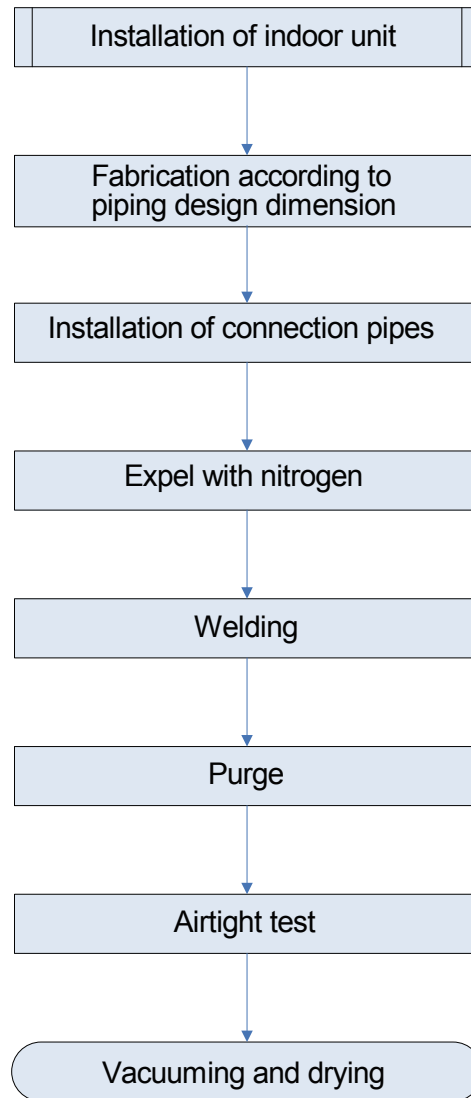 Installation of indoor unit
Fabrication according to
piping design dimension
Installation of connection pipes
Expel with nitrogen
Welding
Purge
Airtight test
Vacuuming and drying